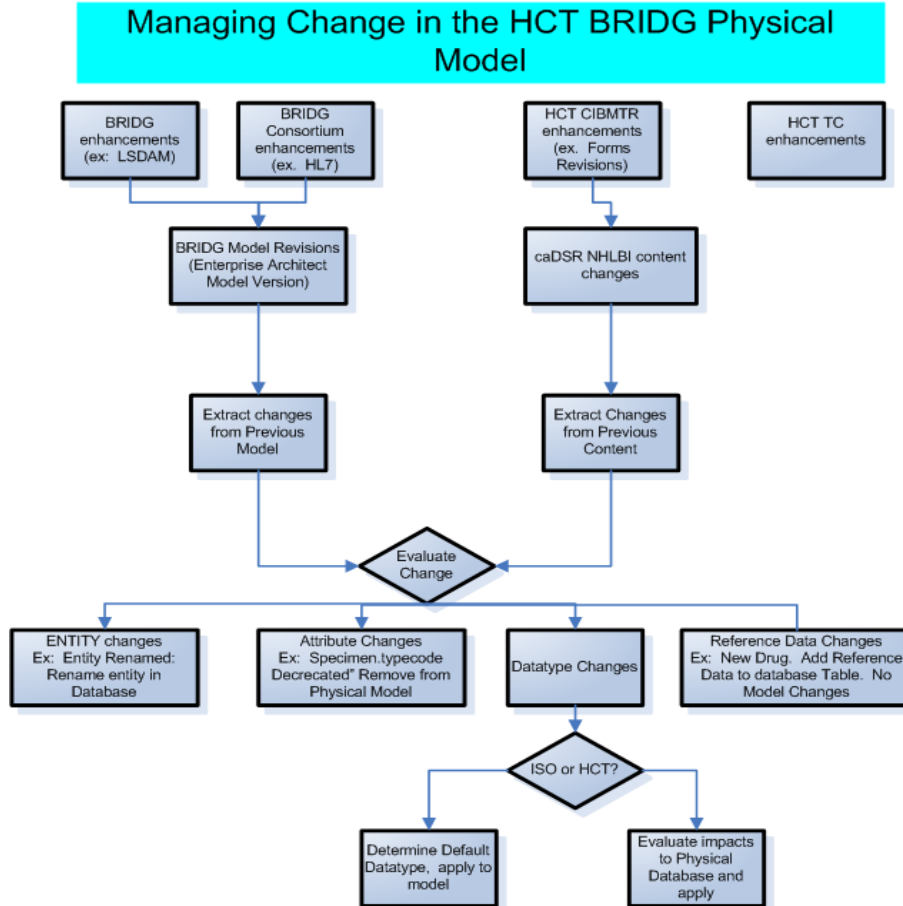 Managing Change in the HCT BRIDG Physical
Model
BRIDG
enhancements
(ex: LSDAM)
BRIDG
Consortium
enhancements
(ex. HL7)
HCT CIBMTR
enhancements
(ex. Forms
Revisions)
HCT TC
enhancements
BRIDG Model Revisions
(Enterprise Architect
Model Version)
caDSR NHLBI content
changes
Extract changes
from Previous
Model
Extract Changes
from Previous
Content
Evaluate
Change
ENTITY changes
Ex: Entity Renamed:
Rename entity in
Database
Attribute Changes
Ex: Specimen.typecode
Decrecated” Remove from
Physical Model
Datatype Changes
Reference Data Changes
Ex: New Drug. Add Reference
Data to database Table. No
Model Changes
ISO or HCT?
Determine Default
Datatype, apply to
model
Evaluate impacts
to Physical
Database and
apply